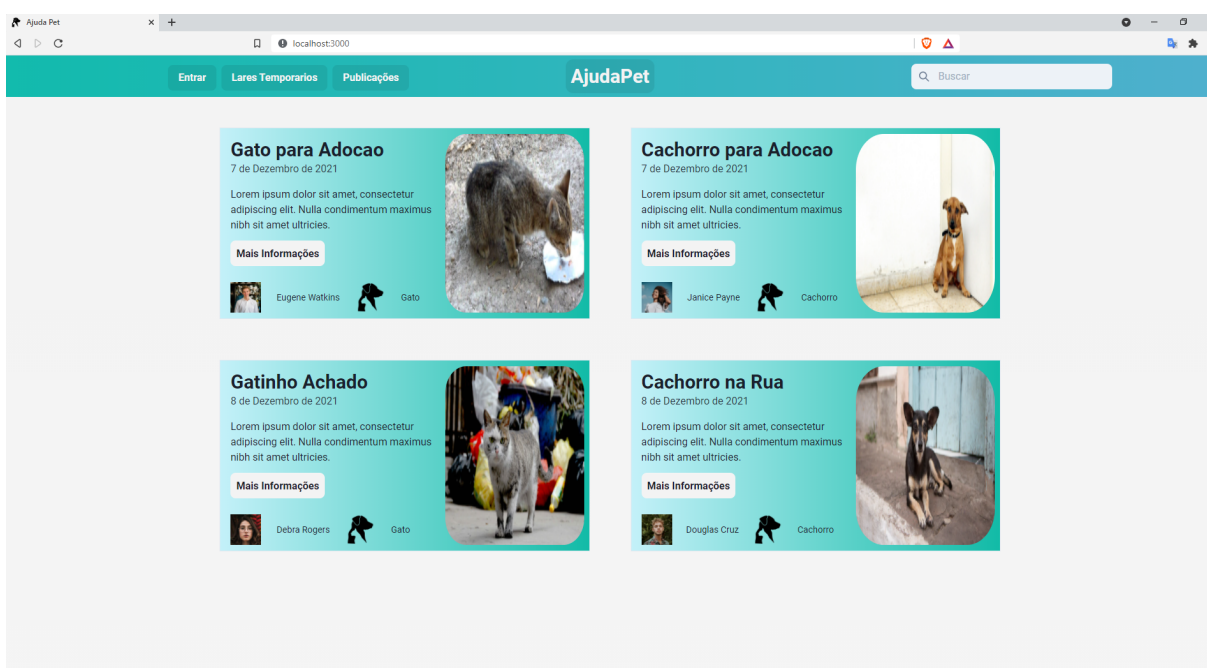 Ajuda Pet
localhost:3000
Entrar
Lares Temporarios
Publicações
AjudaPet
Buscar
Gato para Adocao
7 de Dezembro de 2021
Lorem ipsum dolor sit amet, consectetur
adipiscing elit. Nulla condimentum maximus
nibh sit amet ultricies.
Mais Informações
Eugene Watkins
Gato
Cachorro para Adocao
7 de Dezembro de 2021
Lorem ipsum dolor sit amet, consectetur
adipiscing elit. Nulla condimentum maximus
nibh sit amet ultricies.
Mais Informações
Janice Payne
Cachorro
Gatinho Achado
8 de Dezembro de 2021
Lorem ipsum dolor sit amet, consectetur
adipiscing elit. Nulla condimentum maximus
nibh sit amet ultricies.
Mais Informações
Debra Rogers
Gato
Cachorro na Rua
8 de Dezembro de 2021
Lorem ipsum dolor sit amet, consectetur
adipiscing elit. Nulla condimentum maximus
nibh sit amet ultricies.
Mais Informações
Douglas Cruz
Cachorro